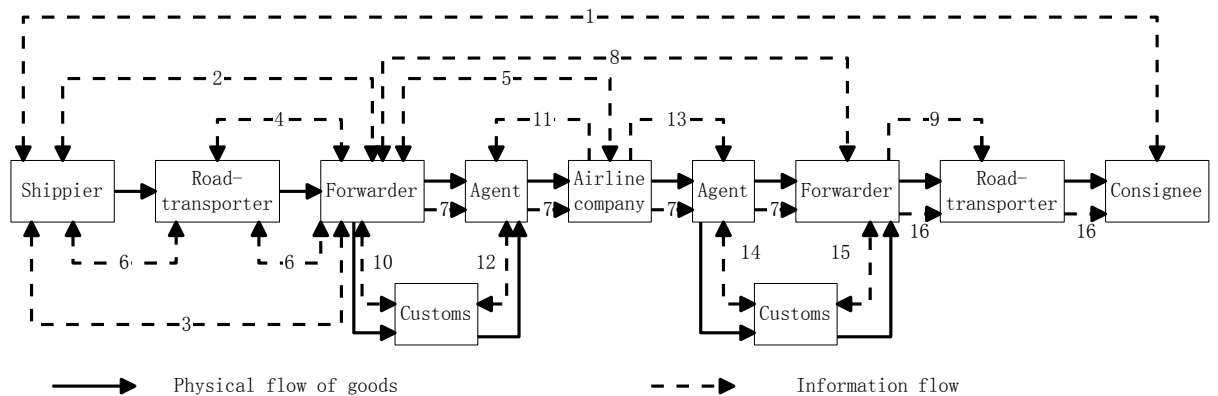 1
8
2
5
4
11
13
9
Shippier
Road-
transporter
Forwarder
Agent
Airline
company
Agent
Forwarder
Road-
transporter
Consignee
7
7
7
7
16
16
6
6
10
12
14
15
Customs
Customs
3
Physical flow of goods
Information flow